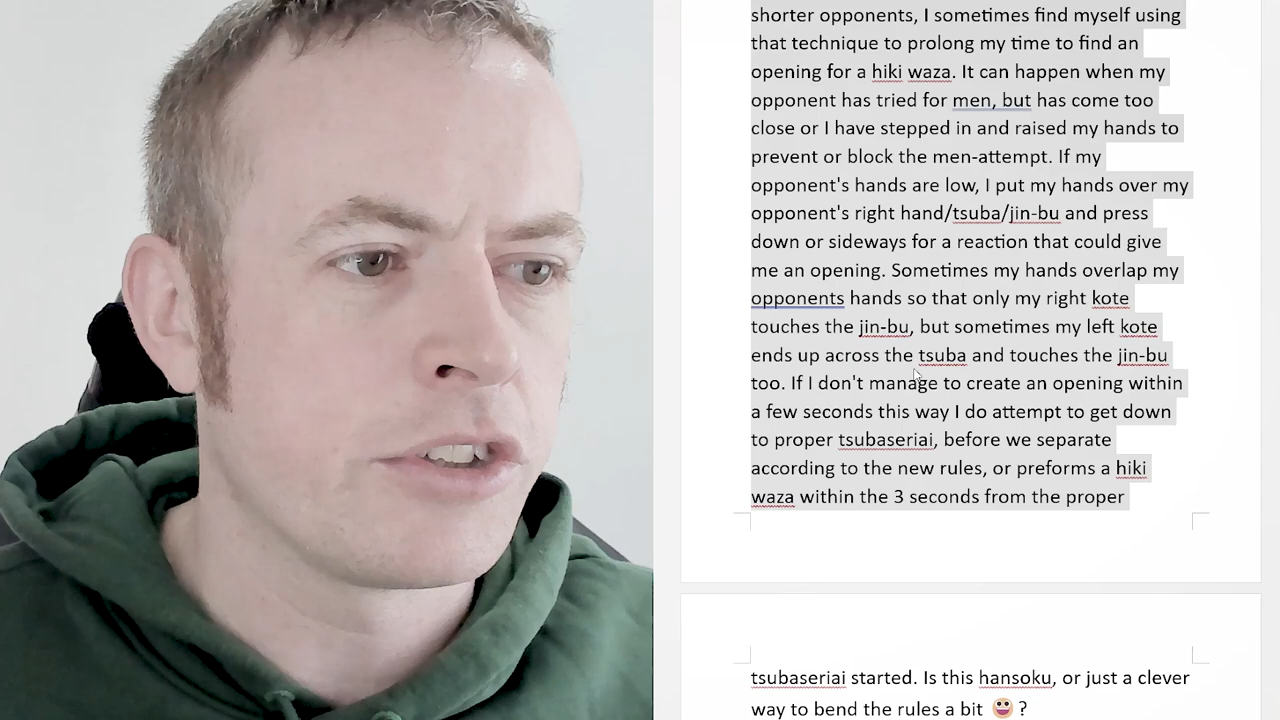 shorter opponents, I sometimes find myself using
that technique to prolong my time to find an
opening for a hiki waza. It can happen when my
opponent has tried for men, but has come too
close or I have stepped in and raised my hands to
prevent or block the men-attempt. If my
opponent's hands are low, I put my hands over my
opponent's right hand/tsuba/jin-bu and press
down or sideways for a reaction that could give
me an opening. Sometimes my hands overlap my
opponents hands so that only my right kote
touches the jin-bu, but sometimes my left kote
ends up across the tsuba and touches the jin-bu
too. If I don't manage to create an opening within
a few seconds this way I do attempt to get down
to proper tsubaseriai, before we separate
according to the new rules, or preforms a hiki
waza within the 3 seconds from the proper
tsubaseriai started. Is this hansoku, or just a clever
way to bend the rules a bit 😀 ?